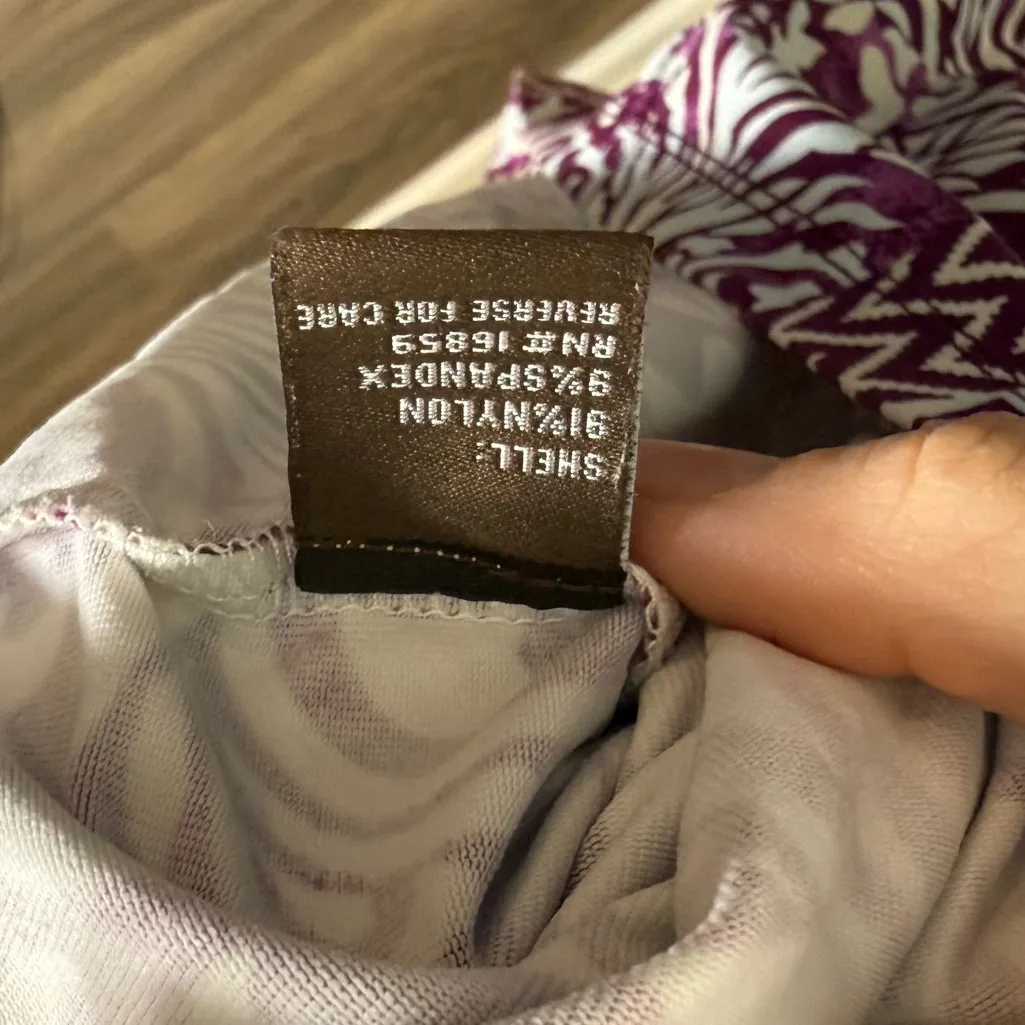 SHELL:
91%NYLON
9%SPANDEX
RN# 16859
REVERSE FOR CARE